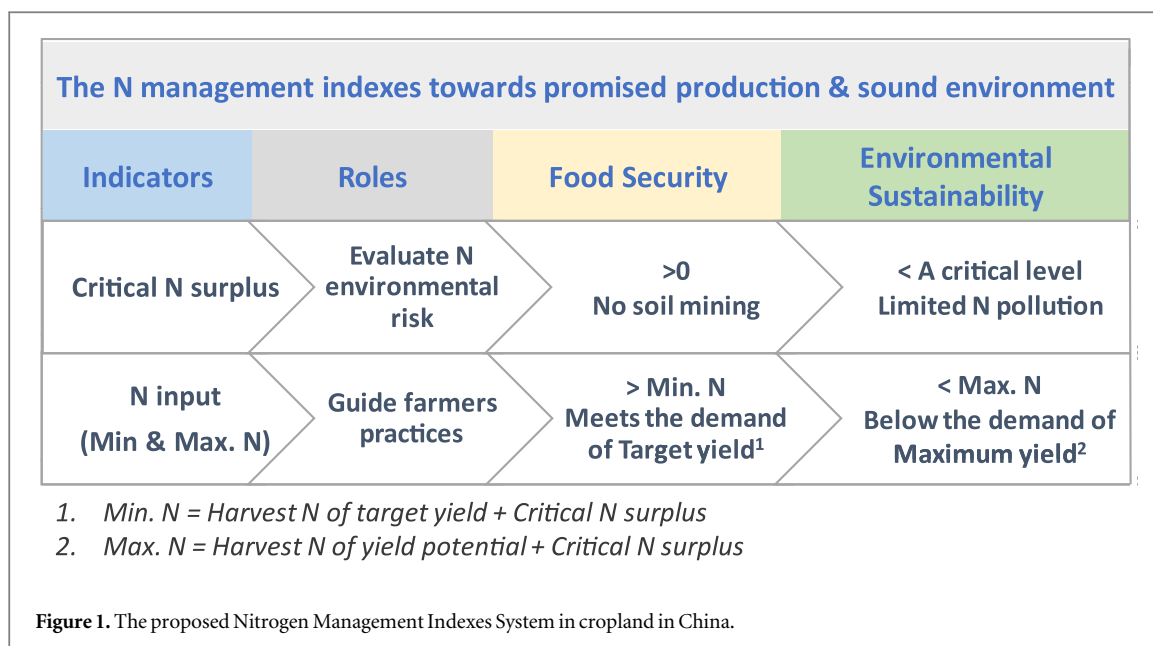 The N management indexes towards promised production & sound environment
Indicators
Roles
Food Security
Environmental
Sustainability
Critical N surplus
Evaluate N
environmental
risk
>0
No soil mining
< A critical level
Limited N pollution
N input
(Min & Max. N)
Guide farmers
practices
> Min. N
Meets the demand
of Target yield¹
< Max. N
Below the demand of
Maximum yield²
1. Min. N = Harvest N of target yield + Critical N surplus
2. Max. N = Harvest N of yield potential + Critical N surplus
Figure 1. The proposed Nitrogen Management Indexes System in cropland in China.